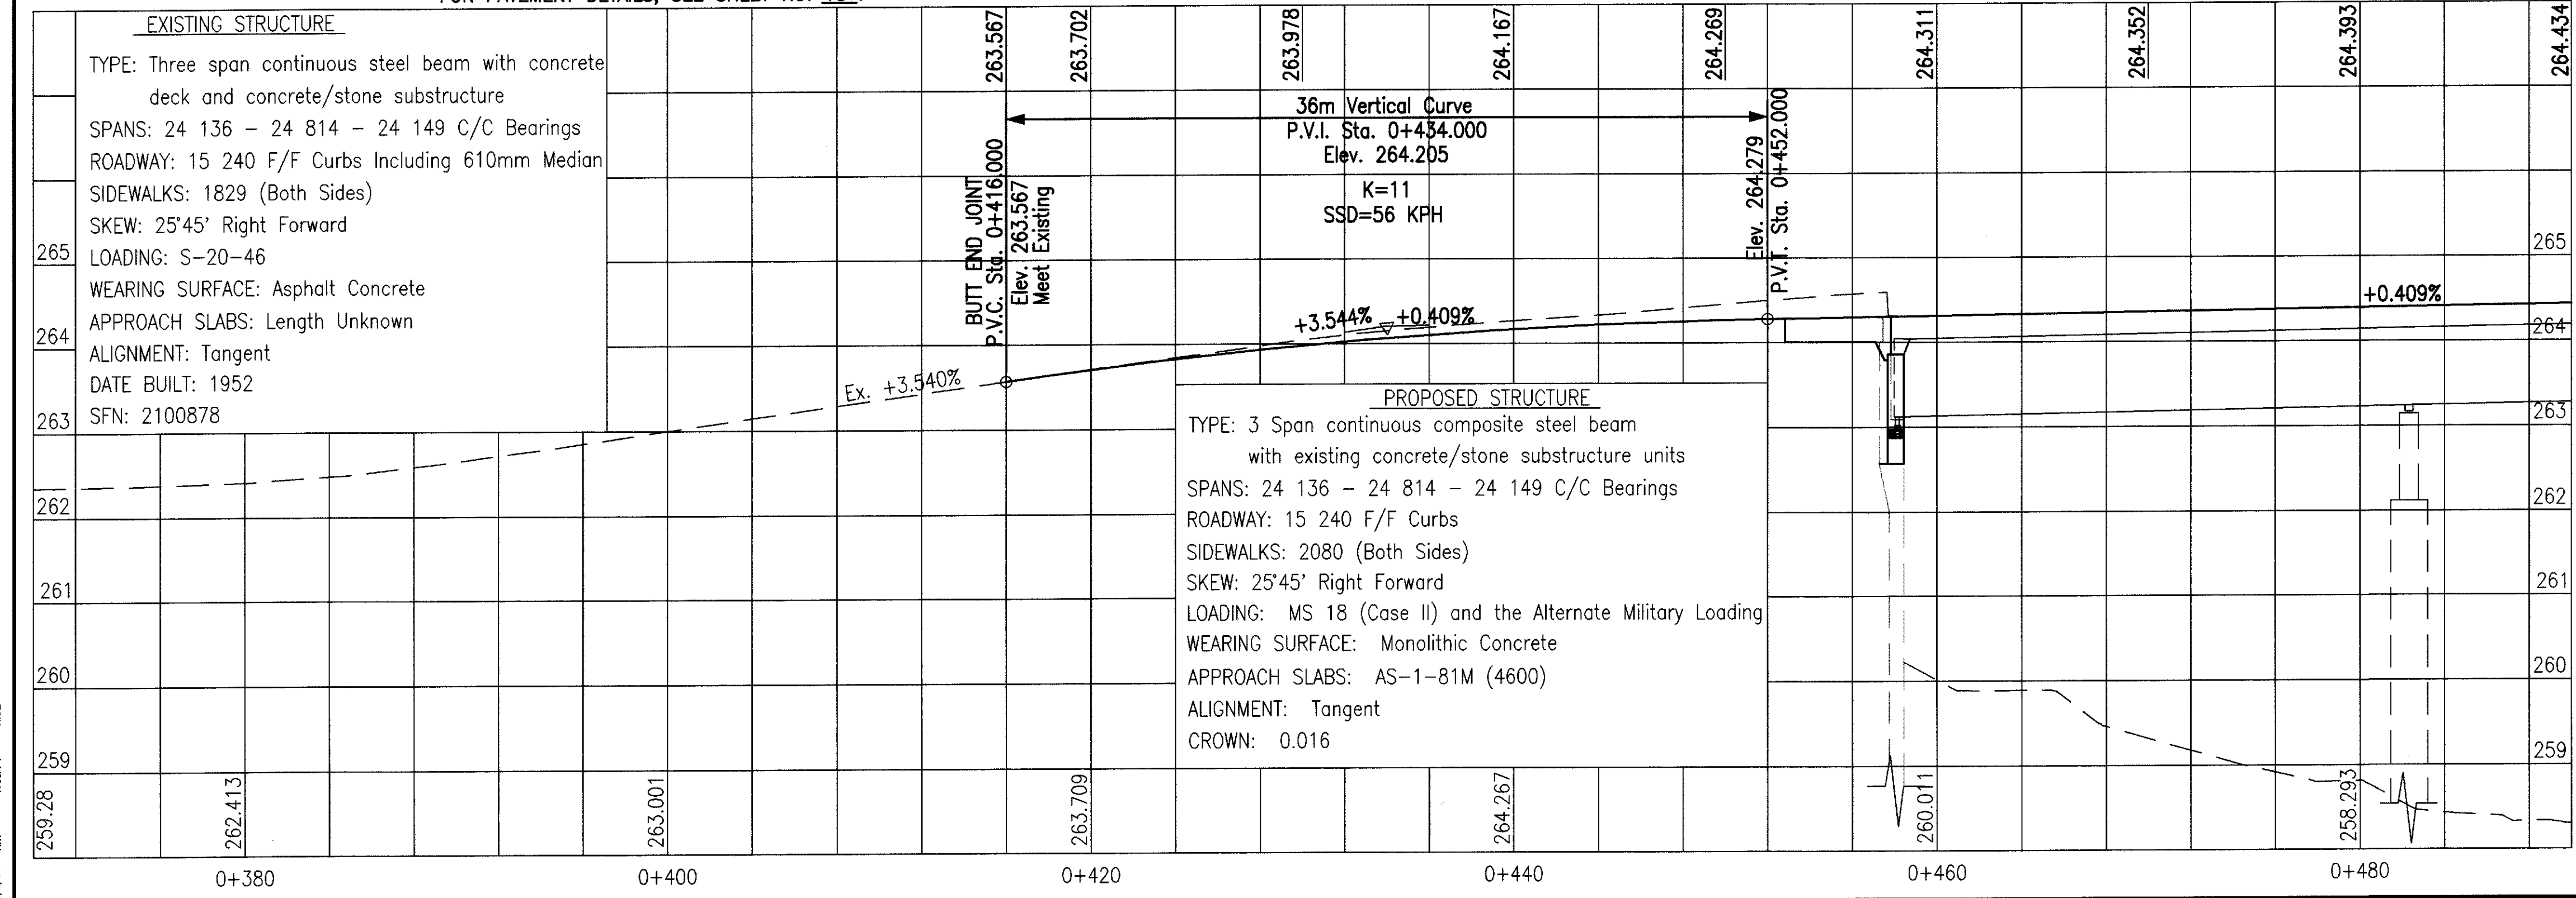 EXISTING STRUCTURE
TYPE: Three span continuous steel beam with concrete
deck and concrete/stone substructure
SPANS: 24 136 – 24 814 – 24 149 C/C Bearings
ROADWAY: 15 240 F/F Curbs Including 610mm Median
SIDEWALKS: 1829 (Both Sides)
SKEW: 25°45' Right Forward
LOADING: S-20-46
WEARING SURFACE: Asphalt Concrete
APPROACH SLABS: Length Unknown
ALIGNMENT: Tangent
DATE BUILT: 1952
SFN: 2100878
263.567
263.702
263.978
264.167
264.269
264.311
264.352
264.393
264.434
36m Vertical Curve
P.V.I. Sta. 0+434.000
Elev. 264.205
K=11
SSD=56 KPH
BUTT END JOINT
P.V.C. Sta. 0+416.000
Elev. 263.567
Meet Existing
Elev. 264.279
P.V.T. Sta. 0+452.000
Ex. +3.540%
+3.544%
+0.409%
+0.409%
PROPOSED STRUCTURE
TYPE: 3 Span continuous composite steel beam
with existing concrete/stone substructure units
SPANS: 24 136 – 24 814 – 24 149 C/C Bearings
ROADWAY: 15 240 F/F Curbs
SIDEWALKS: 2080 (Both Sides)
SKEW: 25°45' Right Forward
LOADING: MS 18 (Case II) and the Alternate Military Loading
WEARING SURFACE: Monolithic Concrete
APPROACH SLABS: AS-1-81M (4600)
ALIGNMENT: Tangent
CROWN: 0.016
265
264
263
262
261
260
259
265
264
263
262
261
260
259
259.28
262.413
263.001
263.709
264.267
260.011
258.293
0+380
0+400
0+420
0+440
0+460
0+480